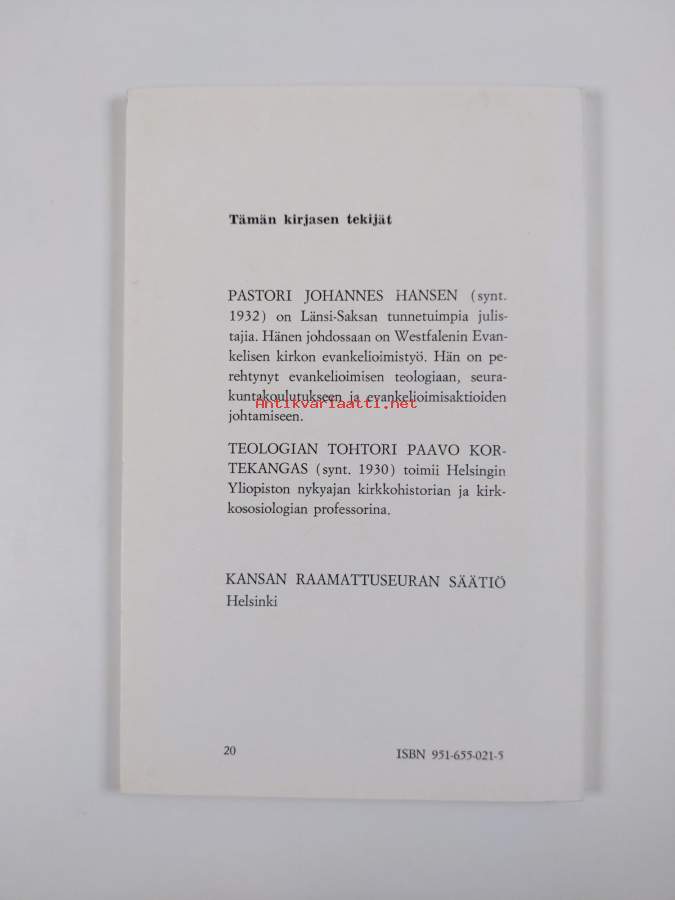 Tämän kirjasen tekijät
PASTORI JOHANNES HANSEN (synt.
1932) on Länsi-Saksan tunnetuimpia julis-
tajia. Hänen johdossaan on Westfalenin Evan-
kelisen kirkon evankelioimistyö. Hän on pe-
rehtynyt evankelioimisen teologiaan, seura-
kuntakoulutukseen ja evankelioimisaktioiden
Antikvariaatti.net
johtamiseen.
TEOLOGIAN TOHTORI PAAVO KOR-
TEKANGAS (synt. 1930) toimii Helsingin
Yliopiston nykyajan kirkkohistorian ja kirk-
kososiologian professorina.
KANSAN RAAMATTUSEURAN SÄÄTIÖ
Helsinki
20
ISBN 951-655-021-5